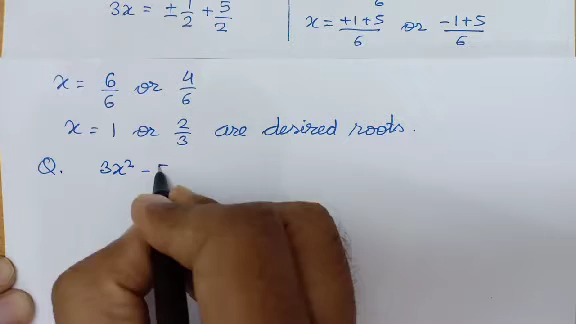 3x = ± 1/2 + 5/2
6
x = +1+5/6 or -1+5/6
x = 6/6 or 4/6
x = 1 or 2/3 are desired roots.
Q. 3x² -